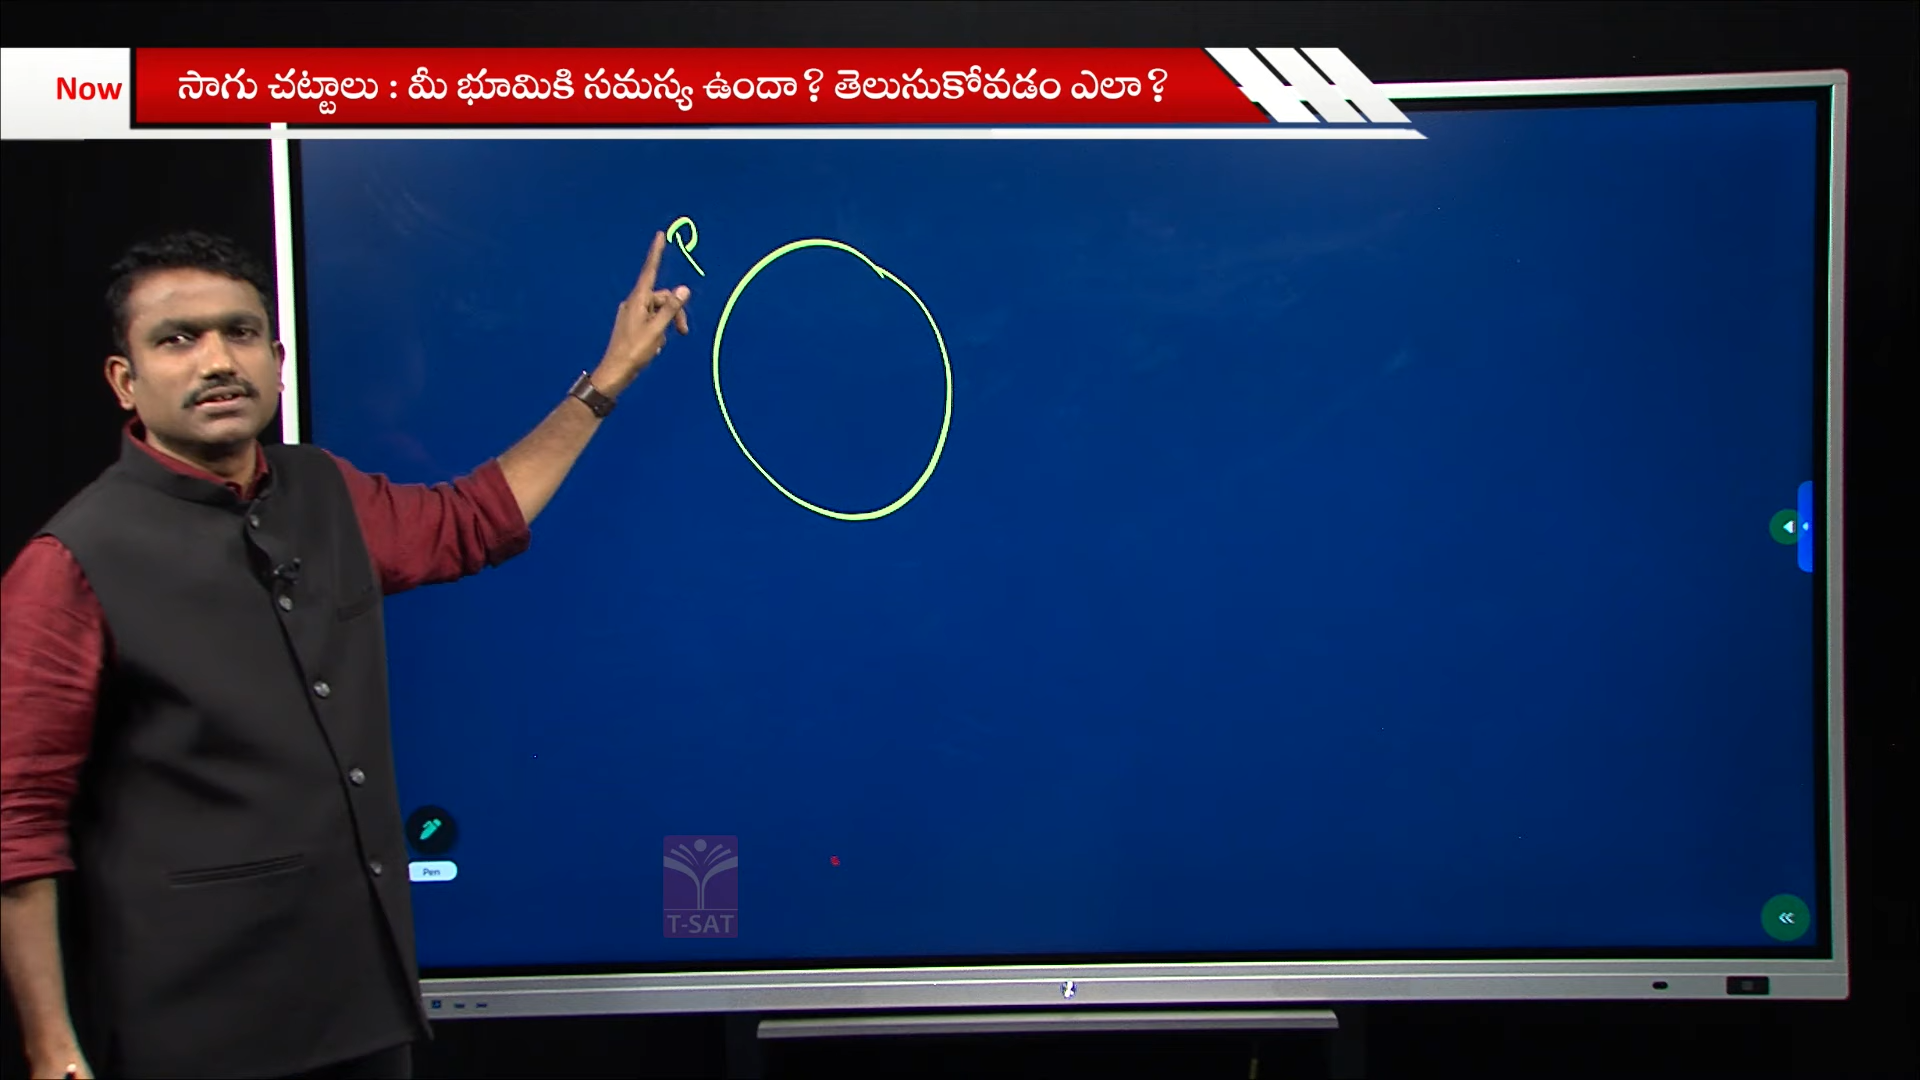 Now సాగు చట్టాలు : మీ భూమికి సమస్య ఉందా? తెలుసుకోవడం ఎలా?
P
Pen
T-SAT